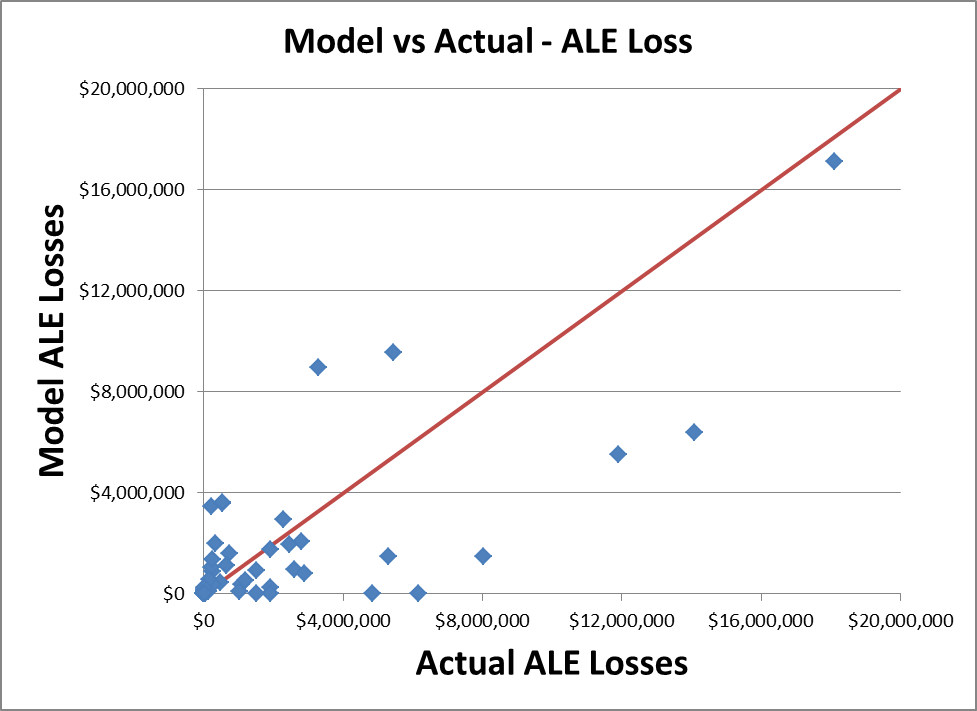 Model vs Actual - ALE Loss
$20,000,000
$16,000,000
$12,000,000
$8,000,000
$4,000,000
$0
Model ALE Losses
$0 $4,000,000 $8,000,000 $12,000,000 $16,000,000 $20,000,000
Actual ALE Losses